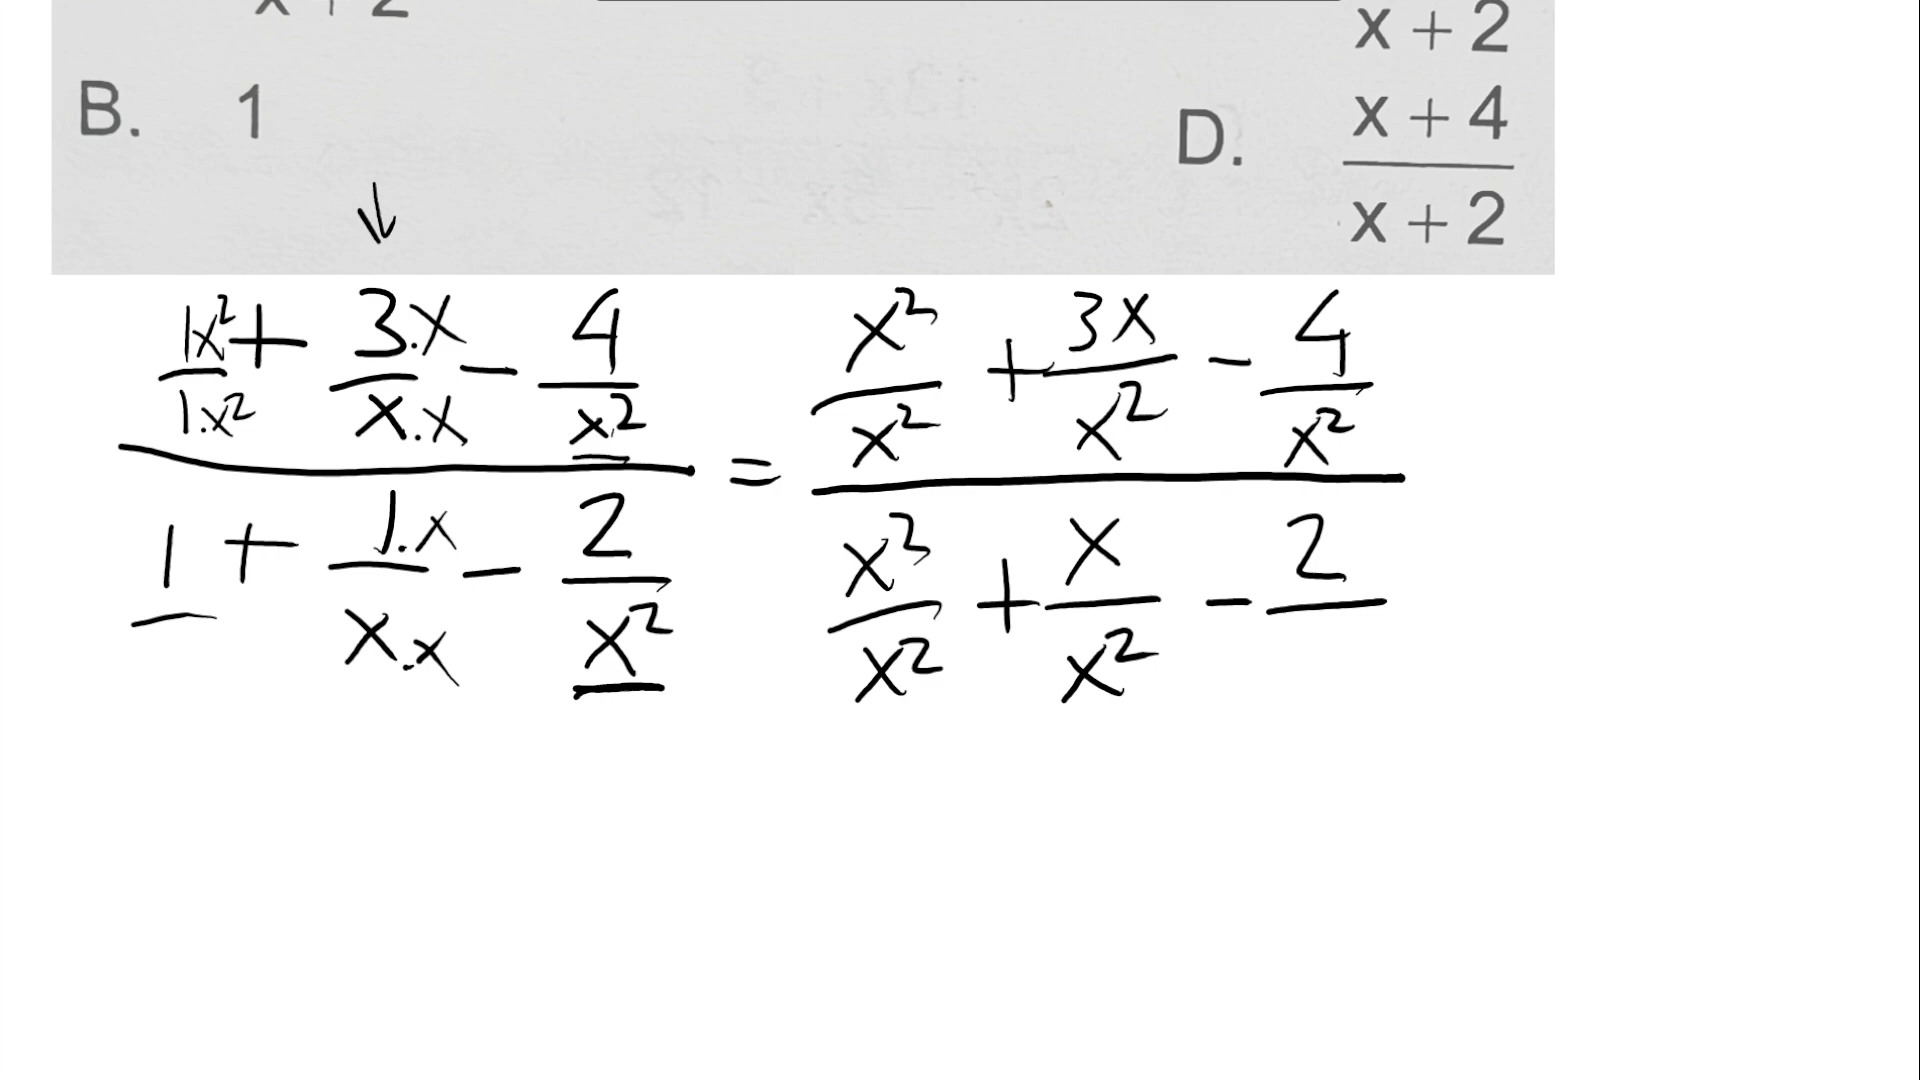 x + 2
x + 2
B. 1
D. x + 4
x + 2
1x² + 3.x - 4
1.x² x.x x²
1 + 1.x - 2
x.x x²
=
x² + 3x - 4
x² x² x²
x² + x - 2
x² x²